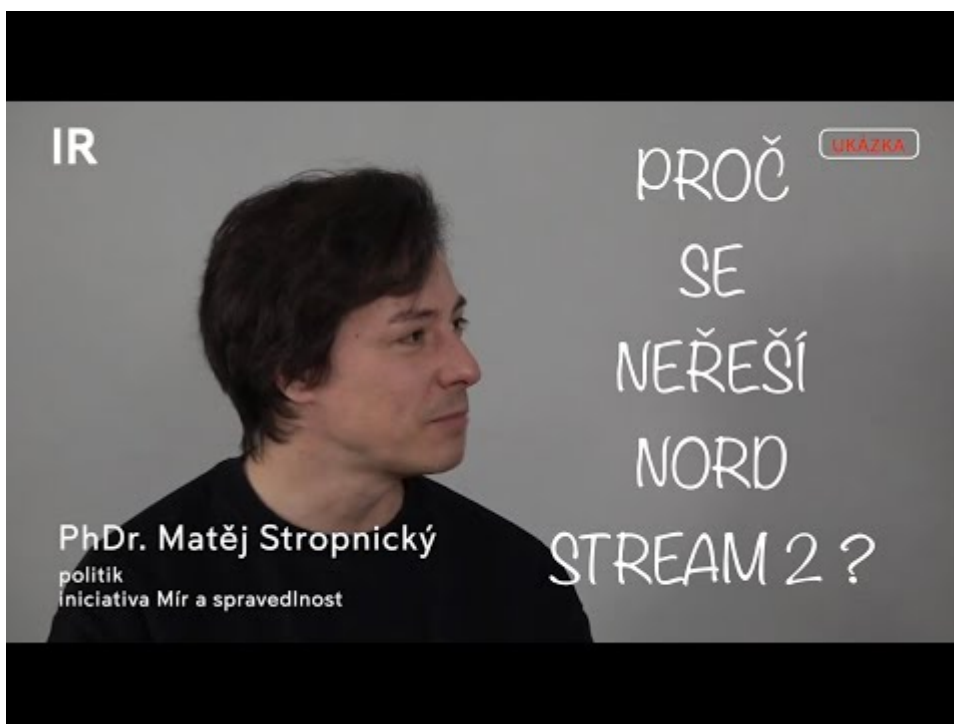 IR
UKÁZKA
PROČ
SE
NEŘEŠÍ
NORD
STREAM 2 ?
PhDr. Matěj Stropnický
politik
iniciativa Mír a spravedlnost